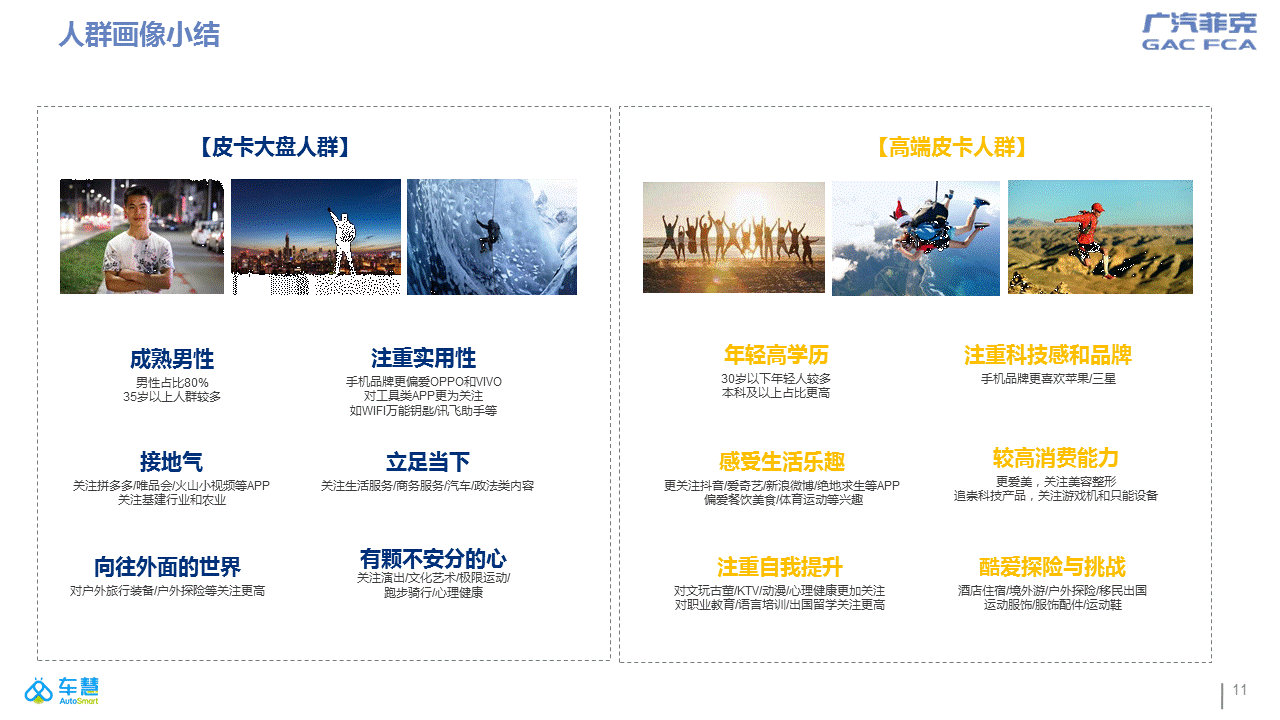 人群画像小结
广汽菲克
GAC FCA
【皮卡大盘人群】
成熟男性
男性占比80%
35岁以上人群较多
注重实用性
手机品牌更偏爱OPPO和VIVO
对工具类APP更为关注
如WIFI万能钥匙/讯飞助手等
接地气
关注拼多多/唯品会/火山小视频等APP
关注基建行业和农业
立足当下
关注生活服务/商务服务/汽车/政法类内容
向往外面的世界
对户外旅行装备/户外探险等关注更高
有颗不安分的心
关注演出/文化艺术/极限运动/
跑步骑行/心理健康
【高端皮卡人群】
年轻高学历
30岁以下年轻人较多
本科及以上占比更高
注重科技感和品牌
手机品牌更喜欢苹果/三星
感受生活乐趣
更关注抖音/爱奇艺/新浪微博/绝地求生等APP
偏爱餐饮美食/体育运动等兴趣
较高消费能力
更爱美，关注美容整形
追崇科技产品，关注游戏机和只能设备
注重自我提升
对文玩古董/KTV/动漫/心理健康更加关注
对职业教育/语言培训/出国留学关注更高
酷爱探险与挑战
酒店住宿/境外游/户外探险/移民出国
运动服饰/服饰配件/运动鞋
车慧
AutoSmart
11